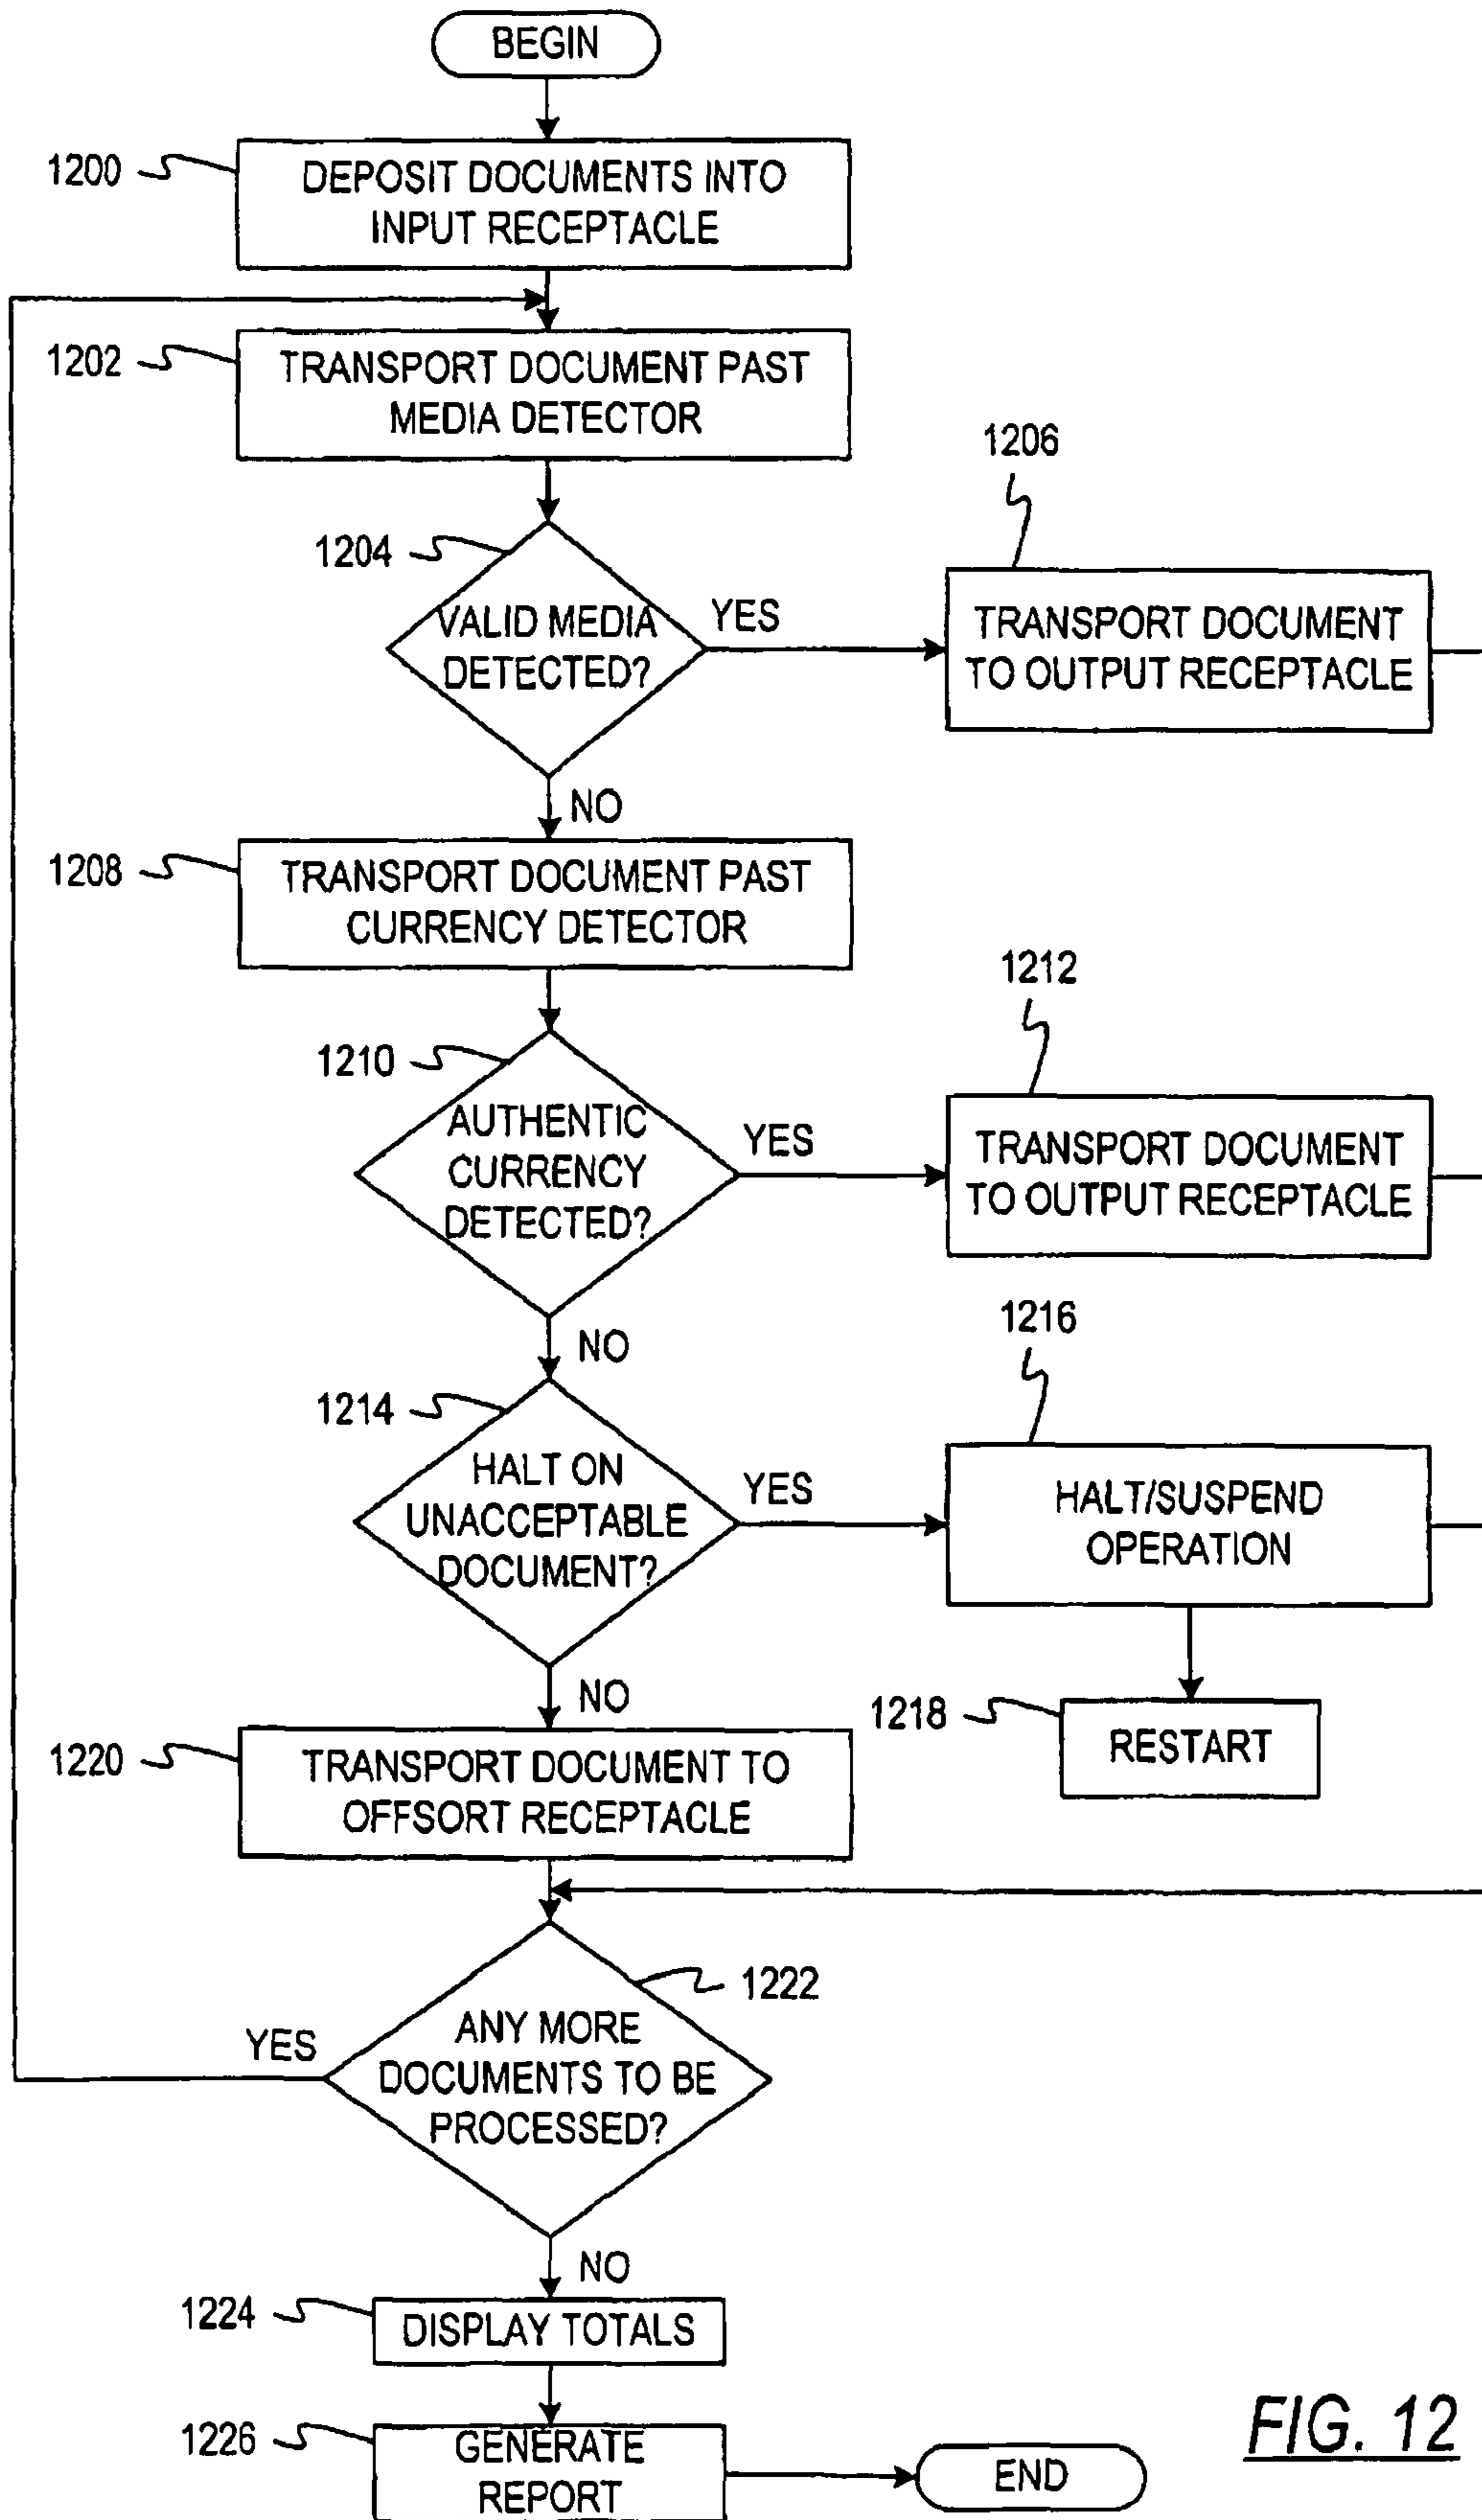 BEGIN
1200
DEPOSIT DOCUMENTS INTO
INPUT RECEPTACLE
1202
TRANSPORT DOCUMENT PAST
MEDIA DETECTOR
1204
VALID MEDIA
DETECTED?
YES
1206
TRANSPORT DOCUMENT
TO OUTPUT RECEPTACLE
NO
1208
TRANSPORT DOCUMENT PAST
CURRENCY DETECTOR
1210
AUTHENTIC
CURRENCY
DETECTED?
YES
1212
TRANSPORT DOCUMENT
TO OUTPUT RECEPTACLE
NO
1214
HALT ON
UNACCEPTABLE
DOCUMENT?
YES
1216
HALT/SUSPEND
OPERATION
1218
RESTART
NO
1220
TRANSPORT DOCUMENT TO
OFFSORT RECEPTACLE
1222
ANY MORE
DOCUMENTS TO BE
PROCESSED?
YES
NO
1224
DISPLAY TOTALS
1226
GENERATE
REPORT
END
FIG. 12